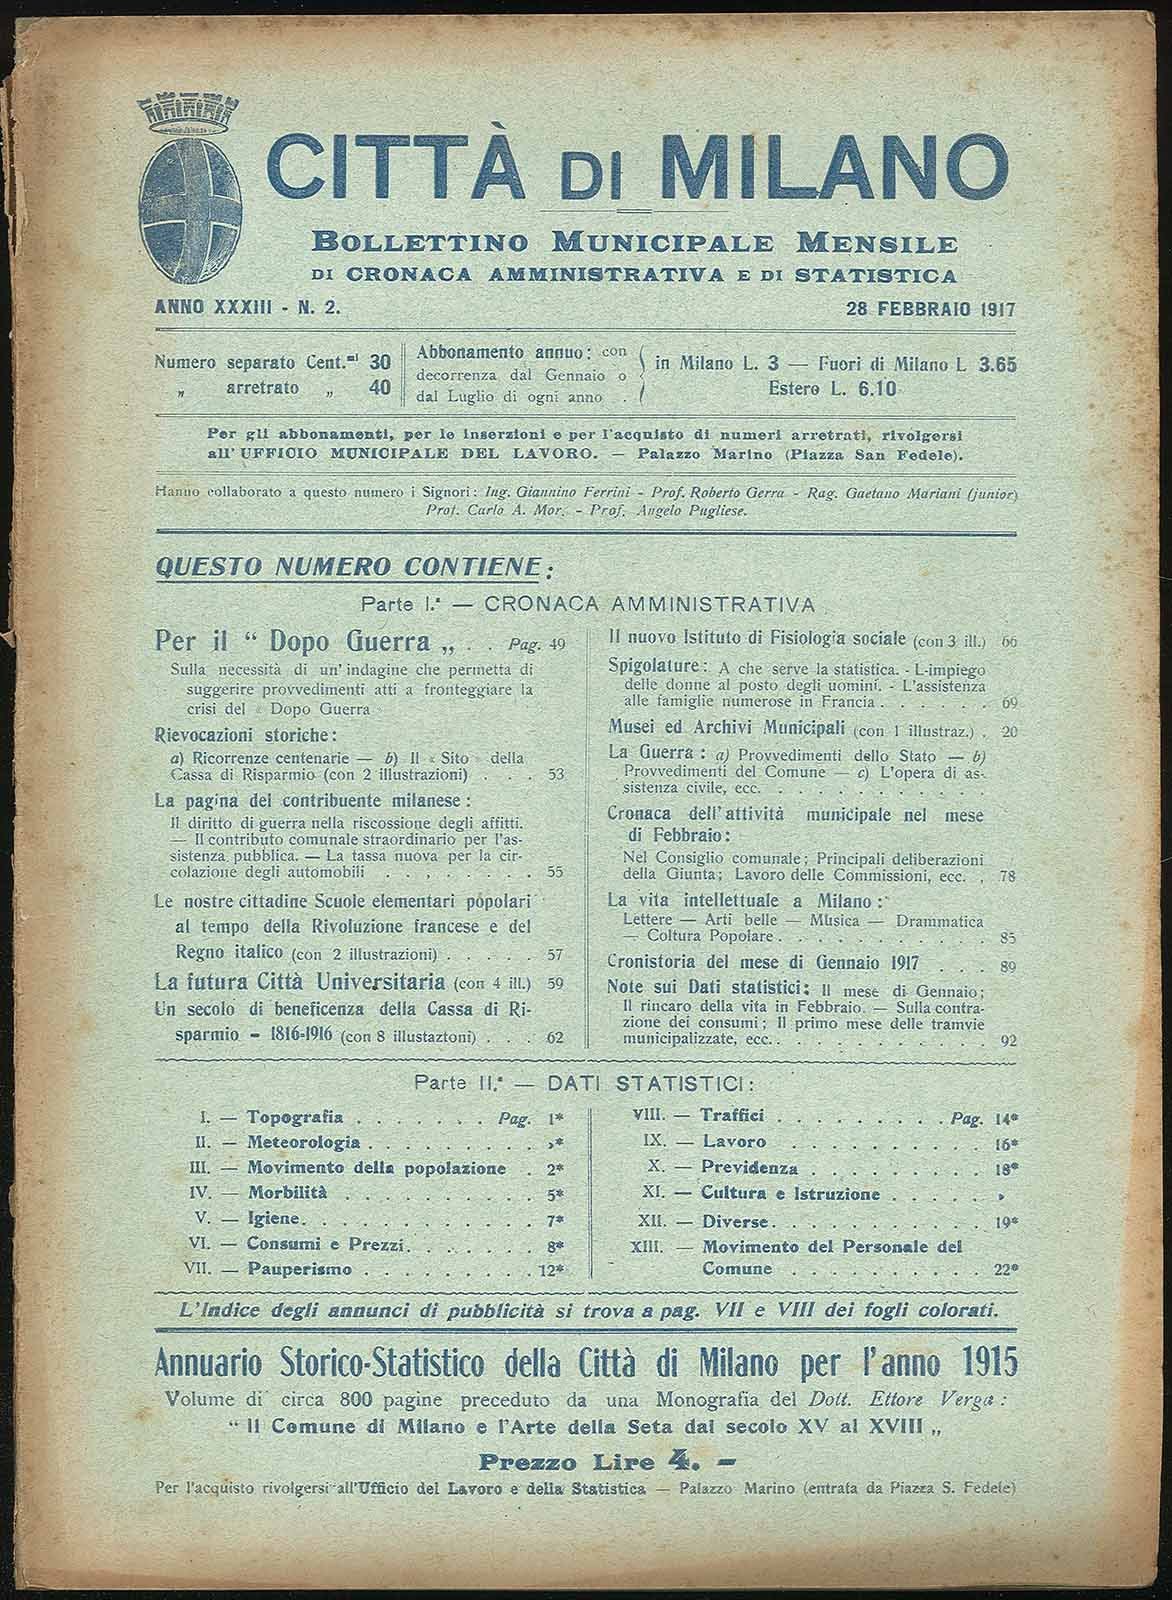 CITTÀ DI MILANO
BOLLETTINO MUNICIPALE MENSILE
DI CRONACA AMMINISTRATIVA E DI STATISTICA
ANNO XXXIII - N. 2.
28 FEBBRAIO 1917
Numero separato Cent.mi 30
„ arretrato „ 40
Abbonamento annuo: con
decorrenza dal Gennaio o
dal Luglio di ogni anno .
in Milano L. 3 — Fuori di Milano L 3.65
Estero L. 6.10
Per gli abbonamenti, per le inserzioni e per l'acquisto di numeri arretrati, rivolgersi
all'UFFICIO MUNICIPALE DEL LAVORO. — Palazzo Marino (Piazza San Fedele).
Hanno collaborato a questo numero i Signori: Ing. Giannino Ferrini - Prof. Roberto Gerra - Rag. Gaetano Mariani (junior)
Prof. Carlo A. Mor. - Prof. Angelo Pugliese.
QUESTO NUMERO CONTIENE:
Parte I.ª — CRONACA AMMINISTRATIVA
Per il “ Dopo Guerra „ . . Pag. 49
Sulla necessità di un' indagine che permetta di
suggerire provvedimenti atti a fronteggiare la
crisi del « Dopo Guerra »
Rievocazioni storiche:
a) Ricorrenze centenarie — b) Il « Sito » della
Cassa di Risparmio (con 2 illustrazioni) . . . 53
La pagina del contribuente milanese:
Il diritto di guerra nella riscossione degli affitti.
— Il contributo comunale straordinario per l'as-
sistenza pubblica. — La tassa nuova per la cir-
colazione degli automobili . . . . . . . 55
Le nostre cittadine Scuole elementari popolari
al tempo della Rivoluzione francese e del
Regno italico (con 2 illustrazioni) . . . . . 57
La futura Città Universitaria (con 4 ill.) 59
Un secolo di beneficenza della Cassa di Ri-
sparmio - 1816-1916 (con 8 illustaztoni) . . . 62
Il nuovo Istituto di Fisiologia sociale (con 3 ill.) 66
Spigolature: A che serve la statistica. - L-impiego
delle donne al posto degli uomini. - L'assistenza
alle famiglie numerose in Francia . . . . . . 69
Musei ed Archivi Municipali (con 1 illustraz.) . 20
La Guerra : a) Provvedimenti dello Stato — b)
Provvedimenti del Comune — c) L'opera di as-
sistenza civile, ecc. . . . . . . . . . . .
Cronaca dell'attività municipale nel mese
di Febbraio:
Nel Consiglio comunale; Principali deliberazioni
della Giunta; Lavoro delle Commissioni, ecc. . 78
La vita intellettuale a Milano :
Lettere — Arti belle — Musica — Drammatica
— Coltura Popolare . . . . . . . . . . . 85
Cronistoria del mese di Gennaio 1917 . . . 89
Note sui Dati statistici: Il mese di Gennaio;
Il rincaro della vita in Febbraio. — Sulla contra-
zione dei consumi; Il primo mese delle tramvie
municipalizzate, ecc. . . . . . . . . . . . 92
Parte II.ª — DATI STATISTICI:
I. — Topografia . . . . . . . Pag. 1*
II. — Meteorologia . . . . . . . . . »*
III. — Movimento della popolazione . 2*
IV. — Morbilità . . . . . . . . . . . 5*
V. — Igiene. . . . . . . . . . . . . 7*
VI. — Consumi e Prezzi. . . . . . . 8*
VII. — Pauperismo . . . . . . . . . . 12*
VIII. — Traffici . . . . . . . . . Pag. 14*
IX. — Lavoro . . . . . . . . . . . . 16*
X. — Previdenza . . . . . . . . . . 18*
XI. — Cultura e Istruzione . . . . . »
XII. — Diverse. . . . . . . . . . . . 19*
XIII. — Movimento del Personale del
Comune . . . . . . . . . . 22*
L'Indice degli annunci di pubblicità si trova a pag. VII e VIII dei fogli colorati.
Annuario Storico-Statistico della Città di Milano per l'anno 1915
Volume di circa 800 pagine preceduto da una Monografia del Dott. Ettore Verga:
“ Il Comune di Milano e l'Arte della Seta dal secolo XV al XVIII „
Prezzo Lire 4. -
Per l'acquisto rivolgersi all'Ufficio del Lavoro e della Statistica — Palazzo Marino (entrata da Piazza S. Fedele)